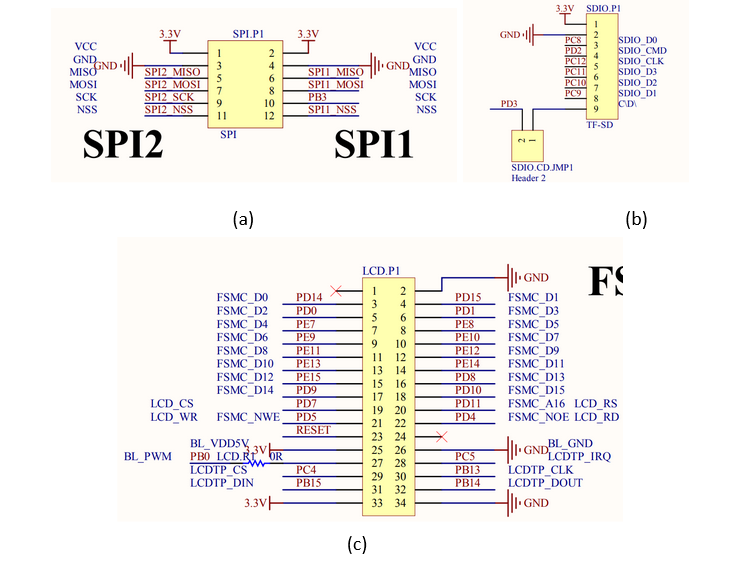 SPI.P1
3.3V 3.3V
VCC 1 2 VCC
GND GND 3 4 GND GND
MISO SPI2_MISO 5 6 SPI1_MISO MISO
MOSI SPI2_MOSI 7 8 SPI1_MOSI MOSI
SCK SPI2_SCK 9 10 PB3 SCK
NSS SPI2_NSS 11 12 SPI1_NSS NSS
SPI
SPI2 SPI1
(a)
SDIO.P1
3.3V
1
GND 2
PC8 3 SDIO_D0
PD2 4 SDIO_CMD
PC12 5 SDIO_CLK
PC11 6 SDIO_D3
PC10 7 SDIO_D2
PC9 8 SDIO_D1
PD3 9 C\D\
TF-SD
2 1
SDIO.CD.JMP1
Header 2
(b)
LCD.P1
FS
1 2 GND
FSMC_D0 PD14 3 4 PD15 FSMC_D1
FSMC_D2 PD0 5 6 PD1 FSMC_D3
FSMC_D4 PE7 7 8 PE8 FSMC_D5
FSMC_D6 PE9 9 10 PE10 FSMC_D7
FSMC_D8 PE11 11 12 PE12 FSMC_D9
FSMC_D10 PE13 13 14 PE14 FSMC_D11
FSMC_D12 PE15 15 16 PD8 FSMC_D13
FSMC_D14 PD9 17 18 PD10 FSMC_D15
LCD_CS PD7 19 20 PD11 FSMC_A16 LCD_RS
LCD_WR FSMC_NWE PD5 21 22 PD4 FSMC_NOE LCD_RD
RESET 23 24
BL_VDD5V 3.3V 25 26 GND BL_GND
BL_PWM PB0 LCD.R1 0R 27 28 PC5 LCDTP_IRQ
LCDTP_CS PC4 29 30 PB13 LCDTP_CLK
LCDTP_DIN PB15 31 32 PB14 LCDTP_DOUT
3.3V 33 34 GND
(c)